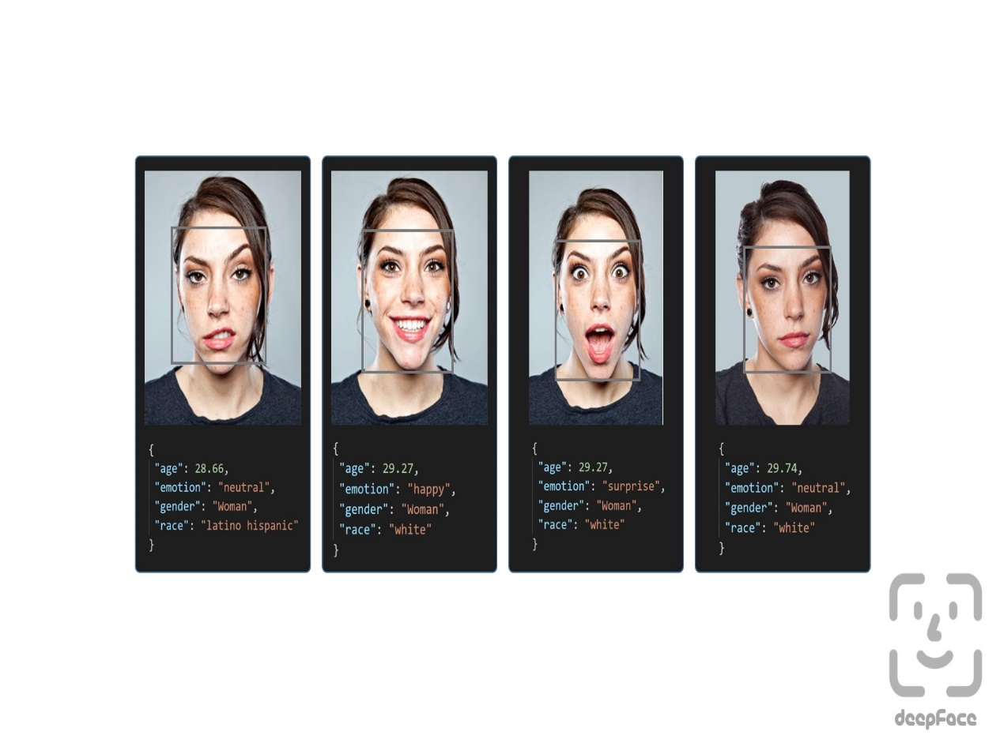 {
"age": 28.66,
"emotion": "neutral",
"gender": "Woman",
"race": "latino hispanic"
}
{
"age": 29.27,
"emotion": "happy",
"gender": "Woman",
"race": "white"
}
{
"age": 29.27,
"emotion": "surprise",
"gender": "Woman",
"race": "white"
}
{
"age": 29.74,
"emotion": "neutral",
"gender": "Woman",
"race": "white"
}
deepFace